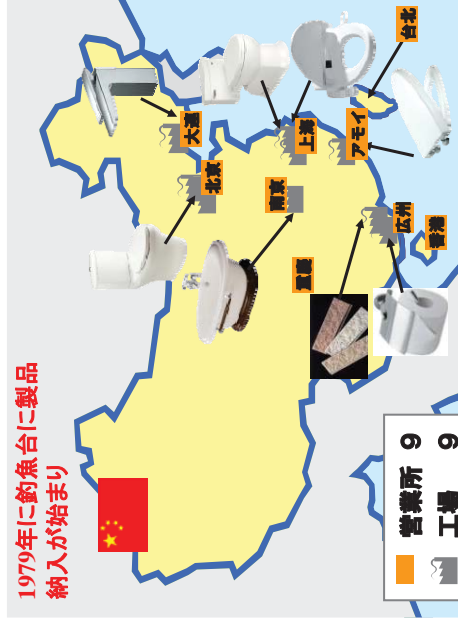 1979年に釣魚台に製品
納入が始まり
大連
北京
南京
上海
アモイ
台北
重慶
広州
香港
営業所 9
工場 9